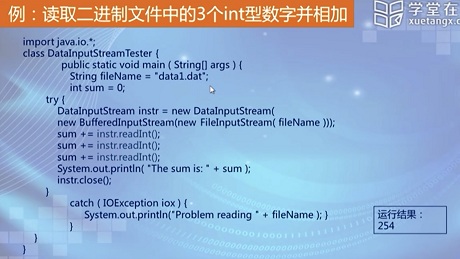 例：读取二进制文件中的3个int型数字并相加
学堂在
xuetangx.c
import java.io.*;
class DataInputStreamTester {
public static void main ( String[] args ) {
String fileName = "data1.dat";
int sum = 0;
try {
DataInputStream instr = new DataInputStream(
new BufferedInputStream(new FileInputStream( fileName )));
sum += instr.readInt();
sum += instr.readInt();
sum += instr.readInt();
System.out.println( "The sum is: " + sum );
instr.close();
}
catch ( IOException iox ) {
System.out.println("Problem reading " + fileName ); }
}
}
}
运行结果：
254